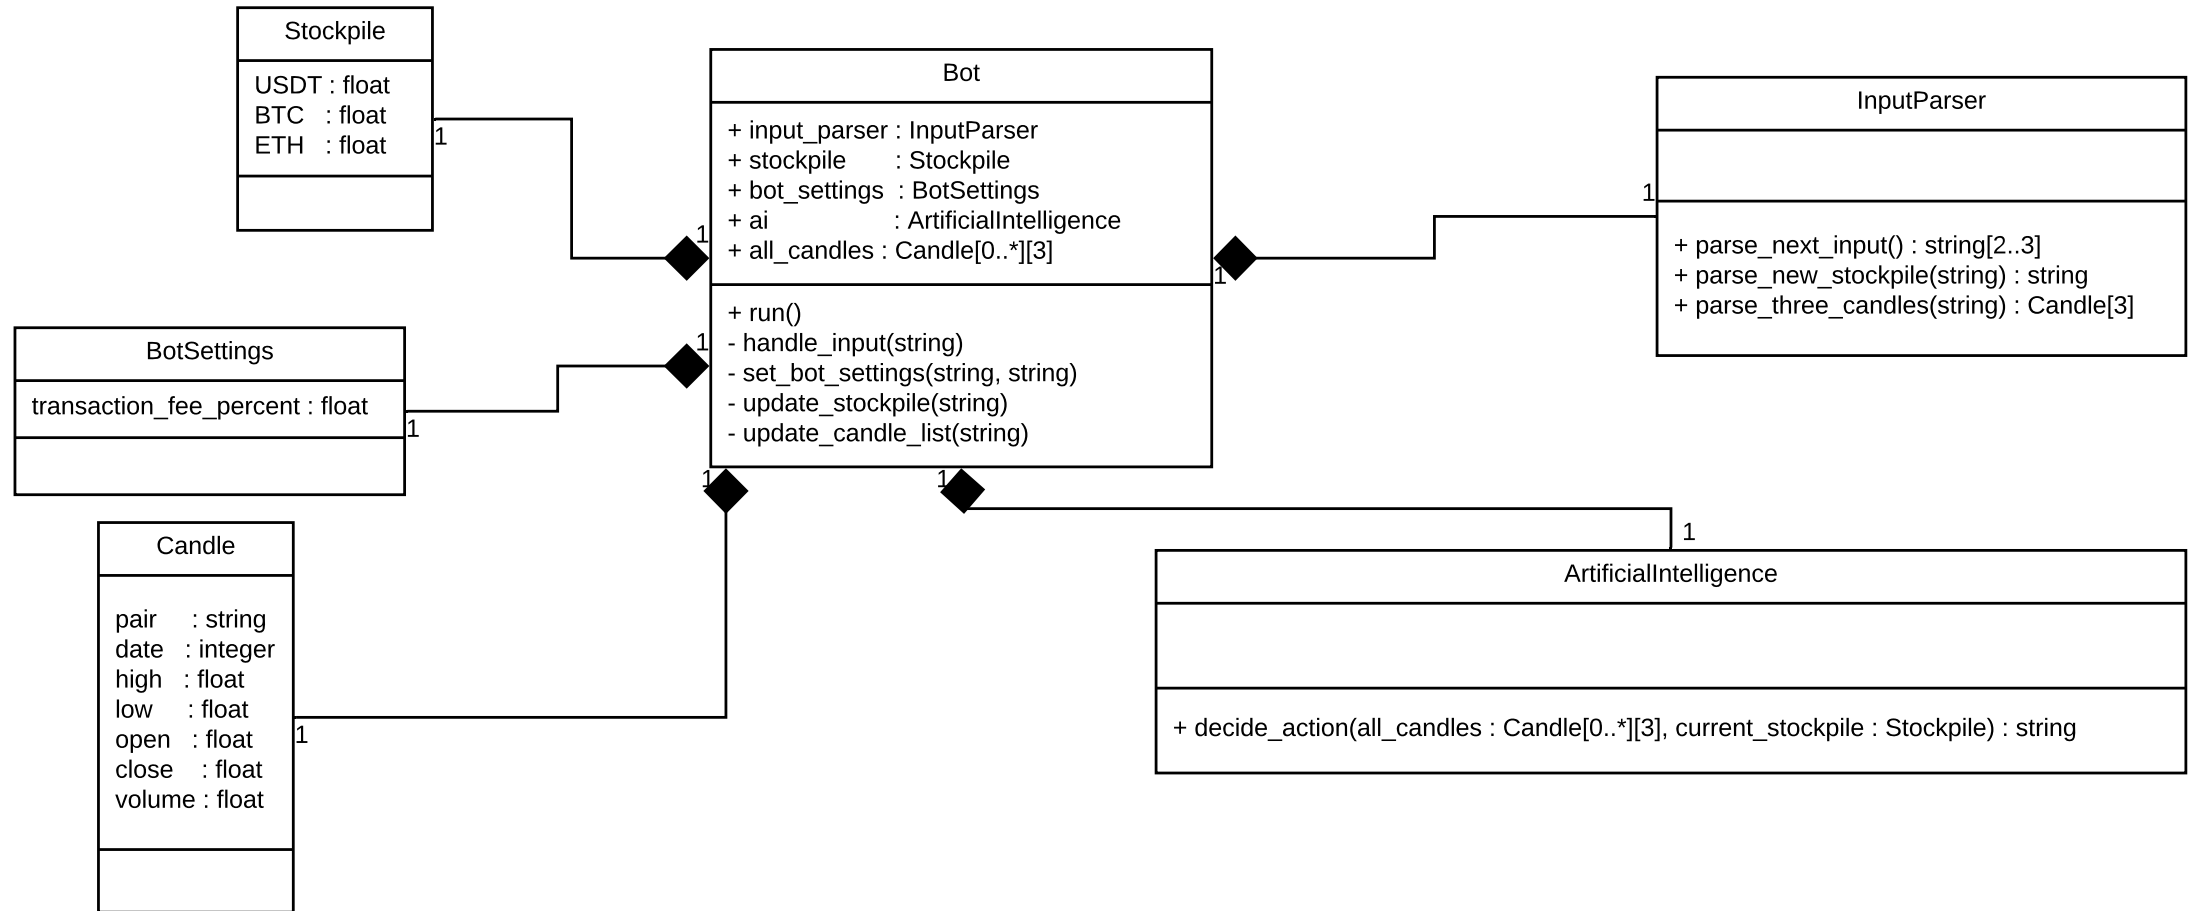 Stockpile
USDT : float
BTC : float
ETH : float
1
1
Bot
+ input_parser : InputParser
+ stockpile : Stockpile
+ bot_settings : BotSettings
+ ai : ArtificialIntelligence
+ all_candles : Candle[0..*][3]
+ run()
- handle_input(string)
- set_bot_settings(string, string)
- update_stockpile(string)
- update_candle_list(string)
1
1
InputParser
+ parse_next_input() : string[2..3]
+ parse_new_stockpile(string) : string
+ parse_three_candles(string) : Candle[3]
BotSettings
transaction_fee_percent : float
1
1
Candle
pair : string
date : integer
high : float
low : float
open : float
close : float
volume : float
1
1
1
1
ArtificialIntelligence
+ decide_action(all_candles : Candle[0..*][3], current_stockpile : Stockpile) : string